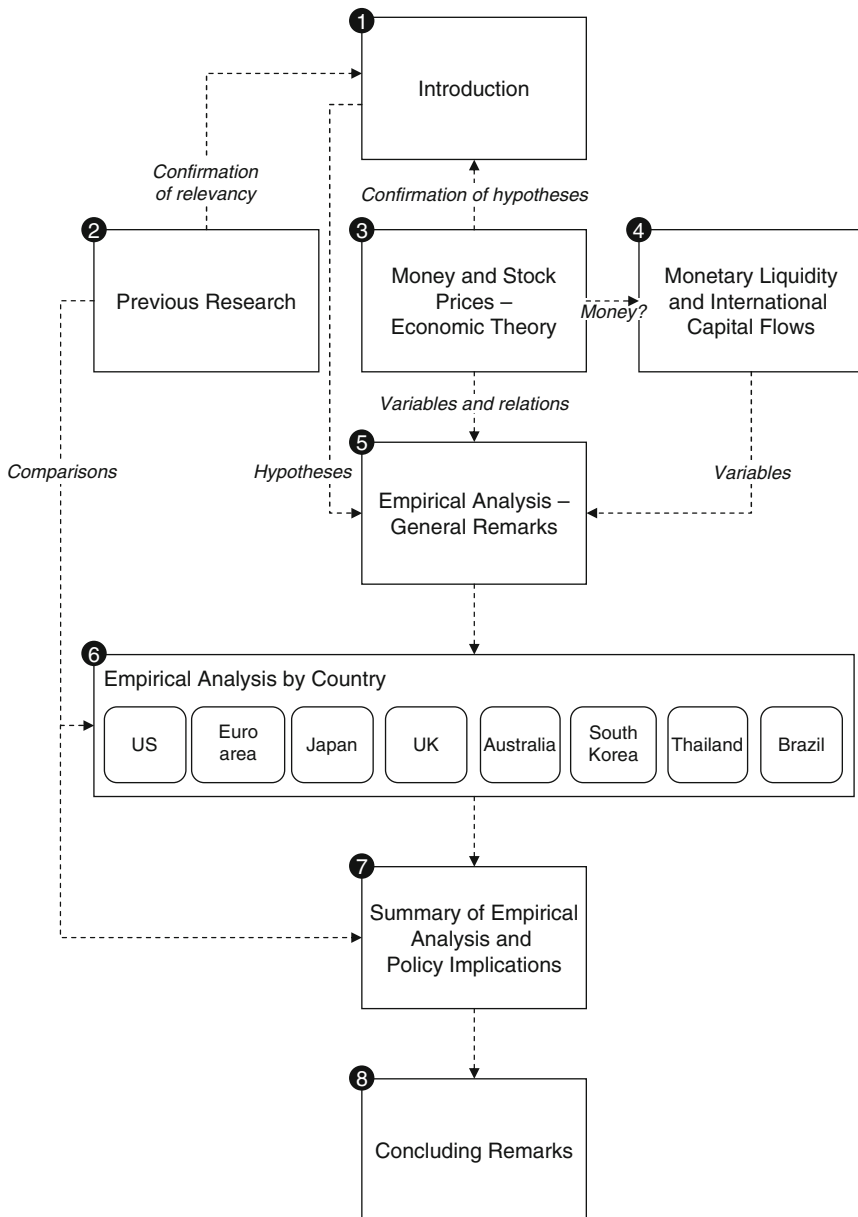 1
Introduction
Confirmation
of relevancy
Confirmation of hypotheses
2
Previous Research
3
Money and Stock
Prices –
Economic Theory
Money?
4
Monetary Liquidity
and International
Capital Flows
Variables and relations
Comparisons
Hypotheses
Variables
5
Empirical Analysis –
General Remarks
6
Empirical Analysis by Country
US
Euro
area
Japan
UK
Australia
South
Korea
Thailand
Brazil
7
Summary of Empirical
Analysis and
Policy Implications
8
Concluding Remarks